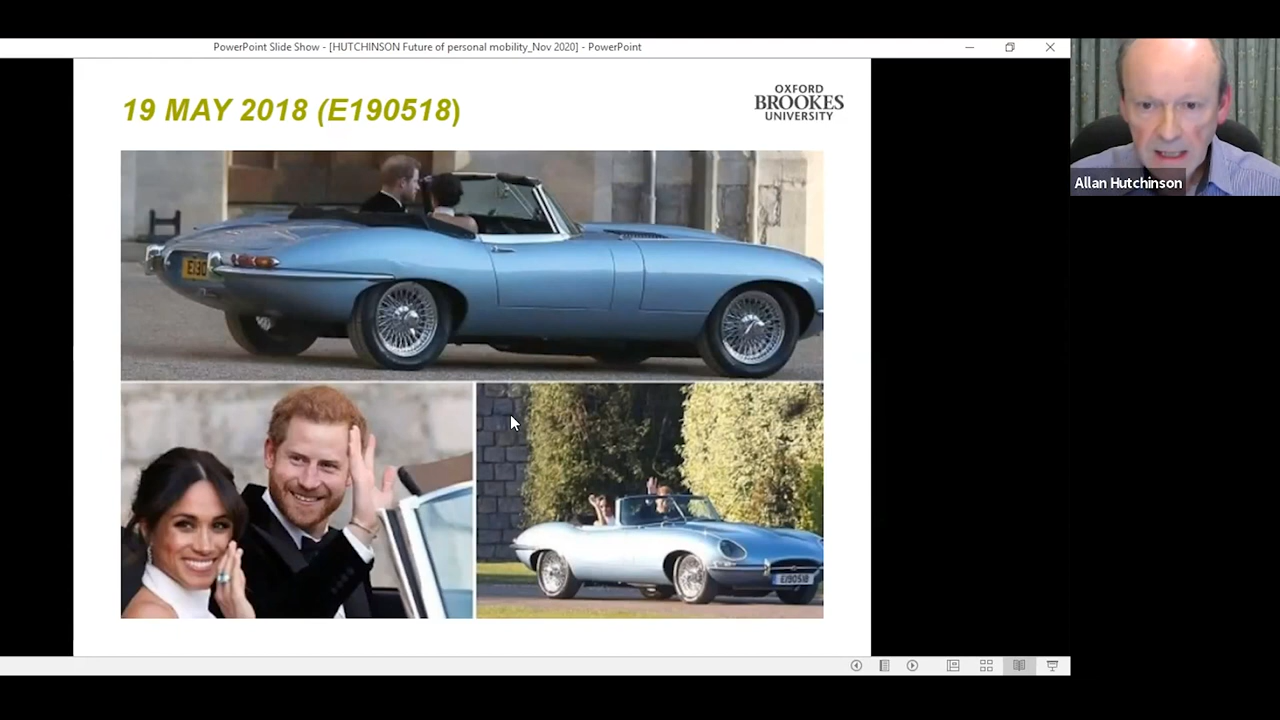 PowerPoint Slide Show - [HUTCHINSON Future of personal mobility_Nov 2020] - PowerPoint
19 MAY 2018 (E190518)
OXFORD
BROOKES
UNIVERSITY
Allan Hutchinson
E190
E190518